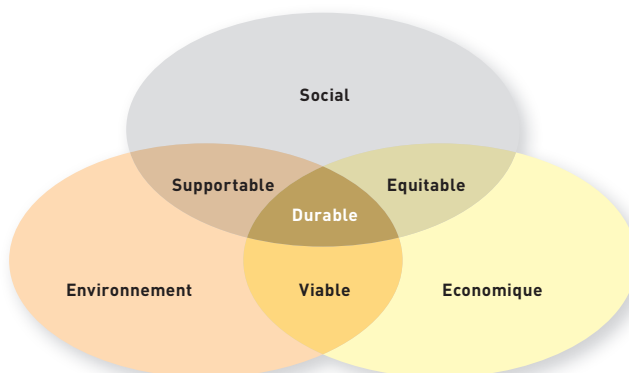 Social
Supportable
Equitable
Durable
Environnement
Viable
Economique